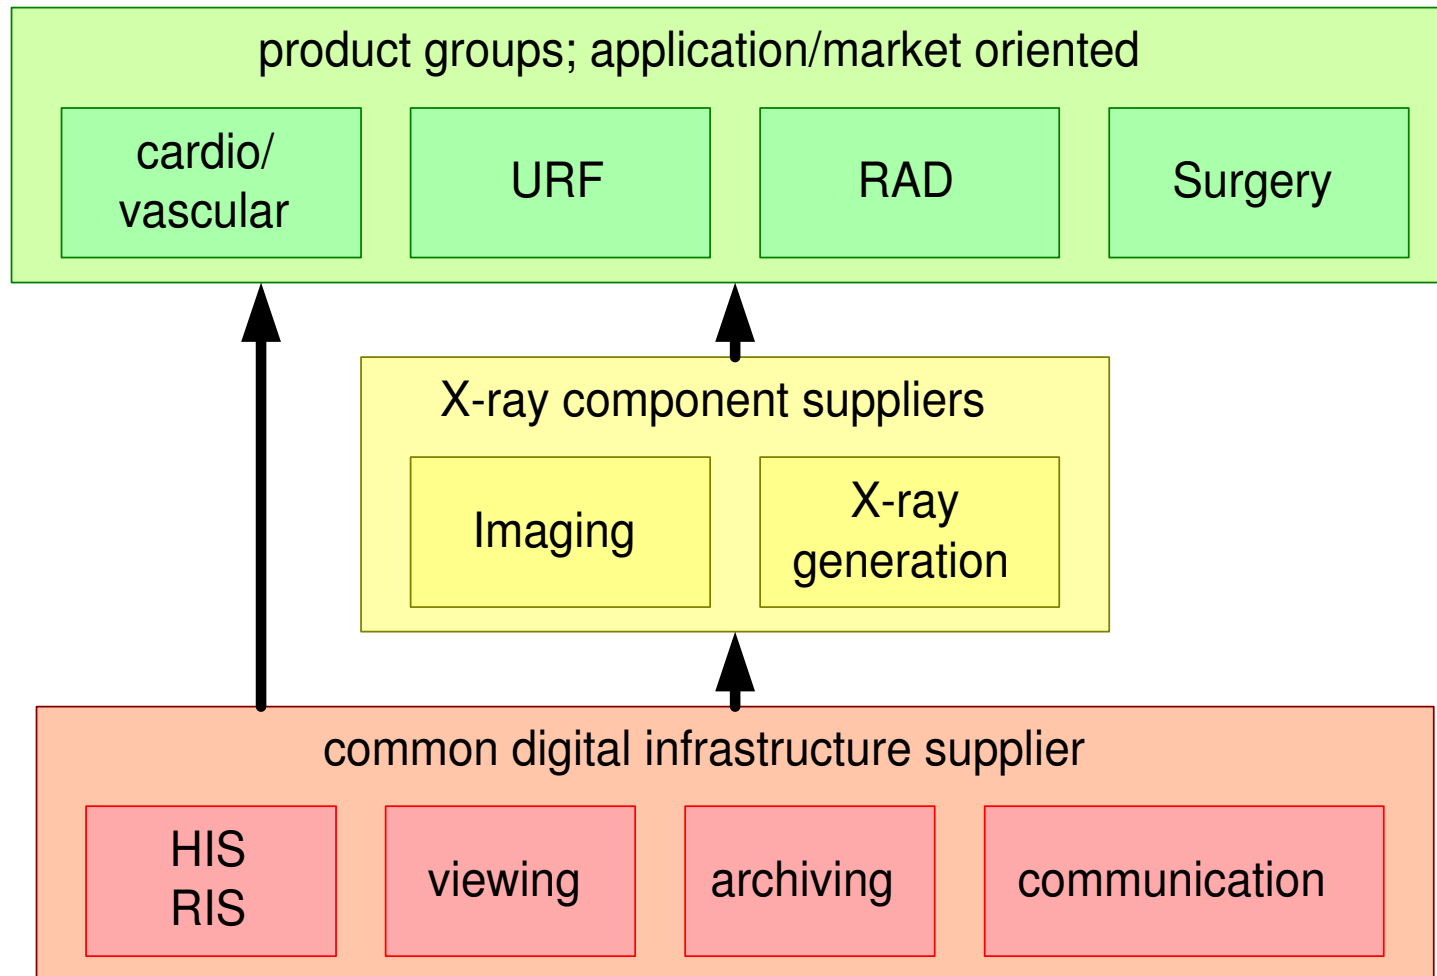 product groups; application/market oriented
cardio/
vascular
URF
RAD
Surgery
X-ray component suppliers
Imaging
X-ray
generation
common digital infrastructure supplier
HIS
RIS
viewing
archiving
communication